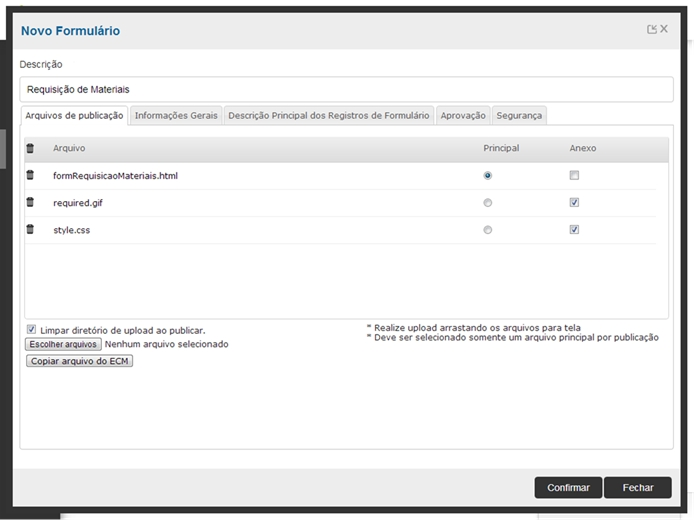 Novo Formulário
Descrição
Requisição de Materiais
Arquivos de publicação Informações Gerais Descrição Principal dos Registros de Formulário Aprovação Segurança
Arquivo Principal Anexo
formRequisicaoMateriais.html
required.gif
style.css
Limpar diretório de upload ao publicar.
* Realize upload arrastando os arquivos para tela
* Deve ser selecionado somente um arquivo principal por publicação
Escolher arquivos Nenhum arquivo selecionado
Copiar arquivo do ECM
Confirmar Fechar